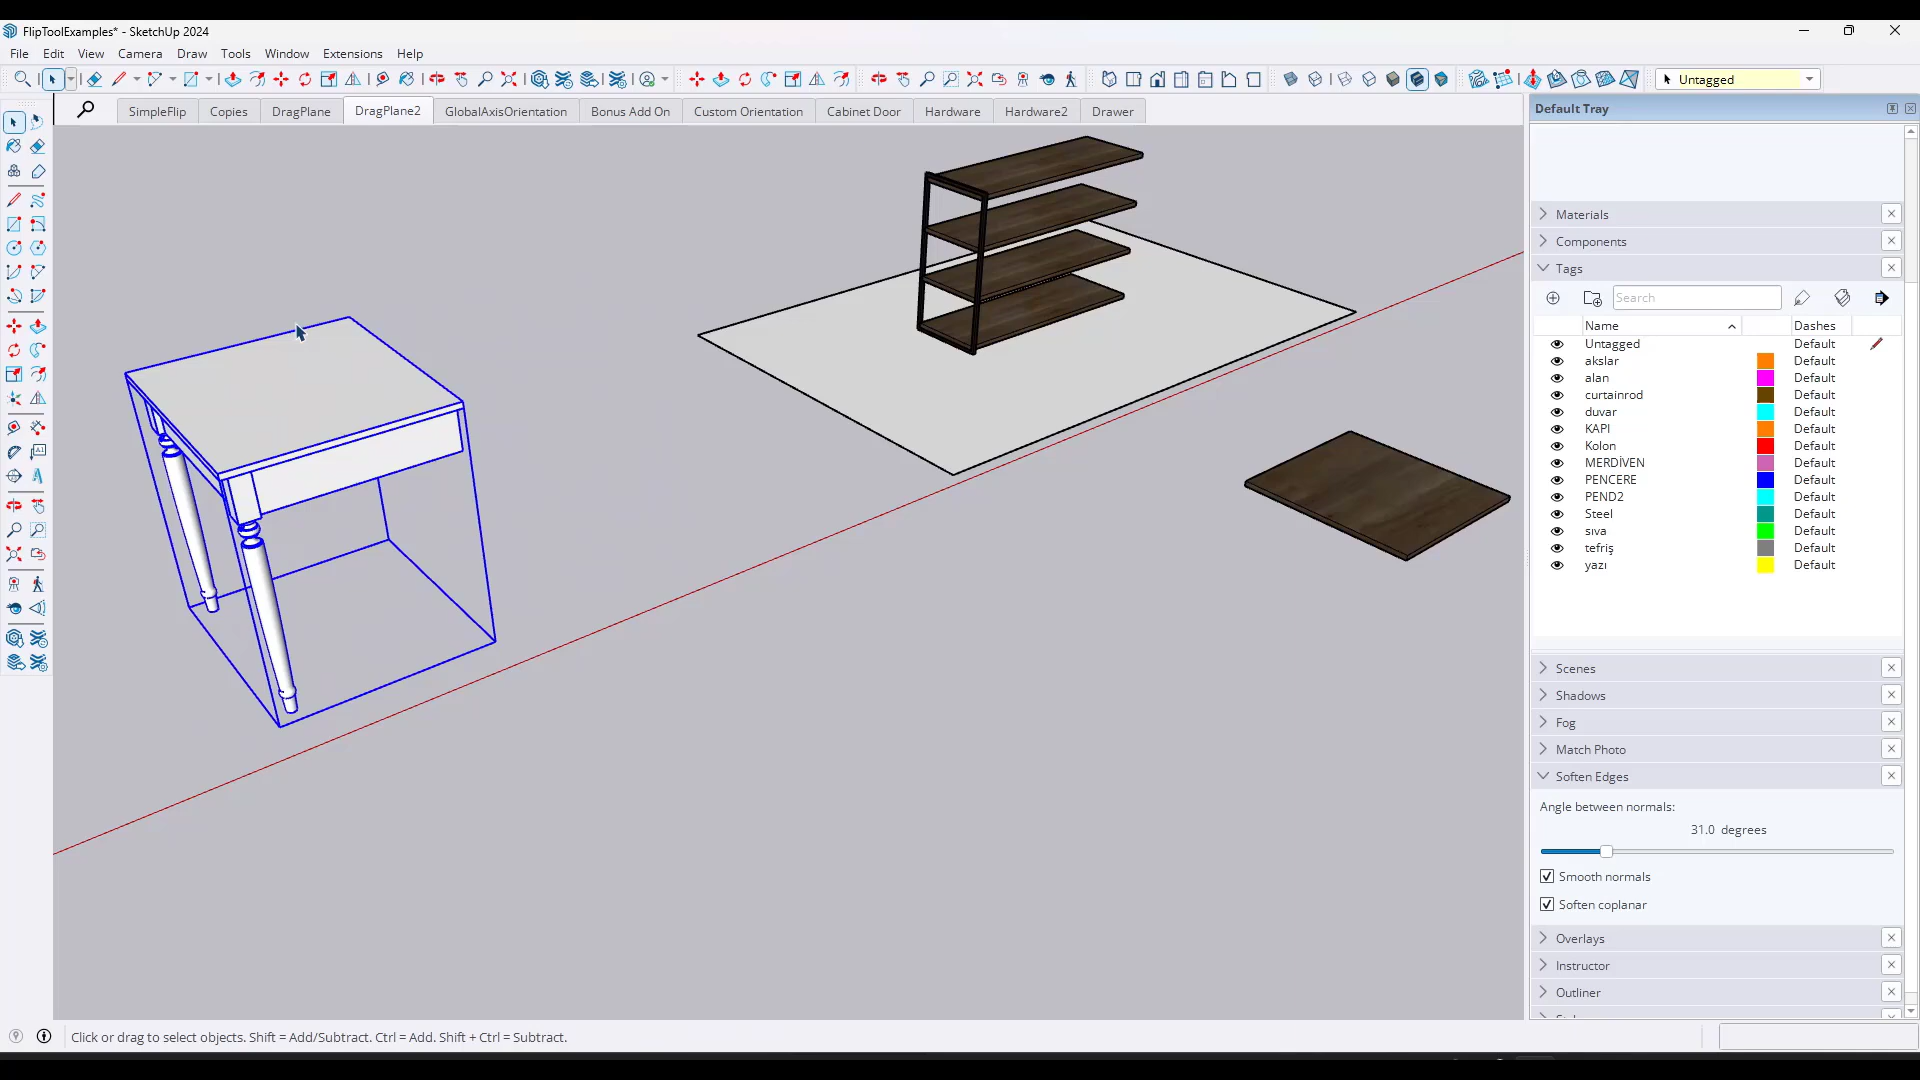 FlipToolExamples* - SketchUp 2024
File Edit View Camera Draw Tools Window Extensions Help
Untagged
SimpleFlip Copies DragPlane DragPlane2 GlobalAxisOrientation Bonus Add On Custom Orientation Cabinet Door Hardware Hardware2 Drawer
Default Tray
Materials
Components
Tags
Search
Name Dashes
Untagged Default
akslar Default
alan Default
curtainrod Default
duvar Default
KAPI Default
Kolon Default
MERDİVEN Default
PENCERE Default
PEND2 Default
Steel Default
sıva Default
tefriş Default
yazı Default
Scenes
Shadows
Fog
Match Photo
Soften Edges
Angle between normals:
31.0 degrees
Smooth normals
Soften coplanar
Overlays
Instructor
Outliner
Click or drag to select objects. Shift = Add/Subtract. Ctrl = Add. Shift + Ctrl = Subtract.